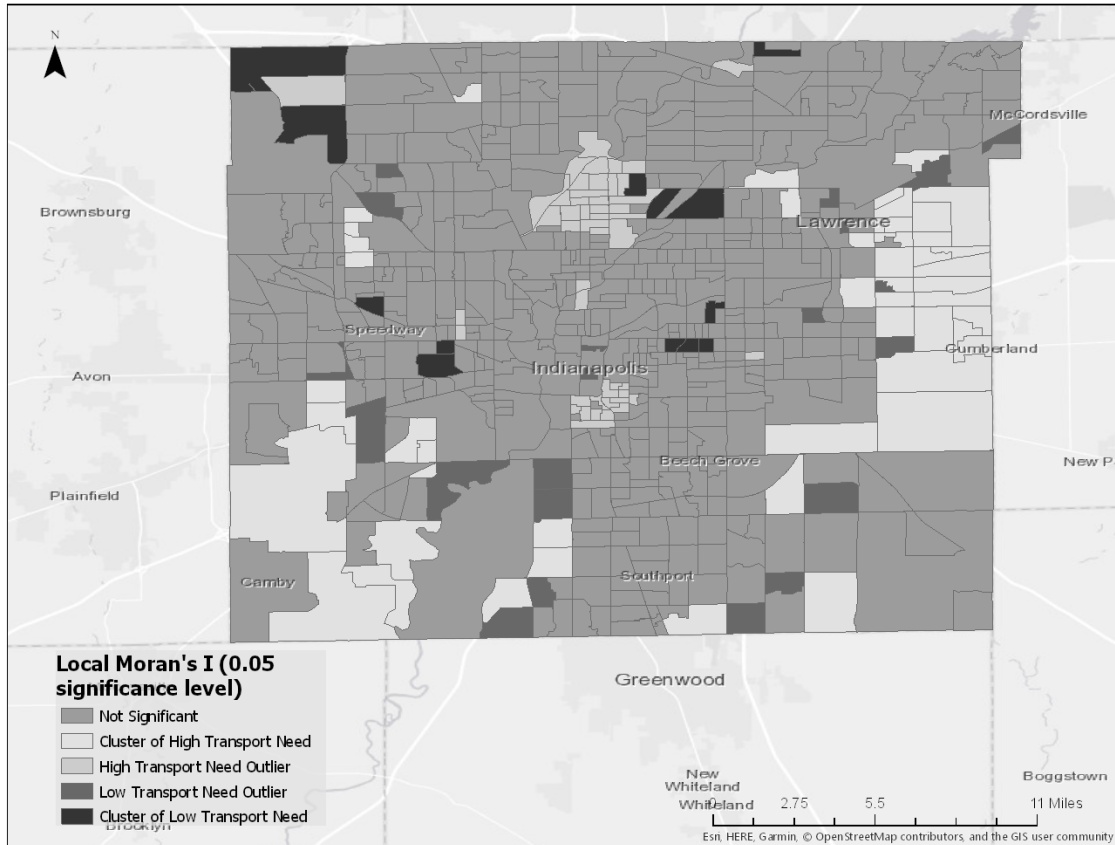 N
McCordsville
Brownsburg
Lawrence
Speedway
Cumberland
Indianapolis
Avon
Beech Grove
Plainfield
Camby
Southport
Local Moran's I (0.05
significance level)
Not Significant
Cluster of High Transport Need
High Transport Need Outlier
Low Transport Need Outlier
Cluster of Low Transport Need
Greenwood
New
Whiteland
Whiteland
Boggstown
0 2.75 5.5 11 Miles
Brooklyn
Esri, HERE, Garmin, © OpenStreetMap contributors, and the GIS user community